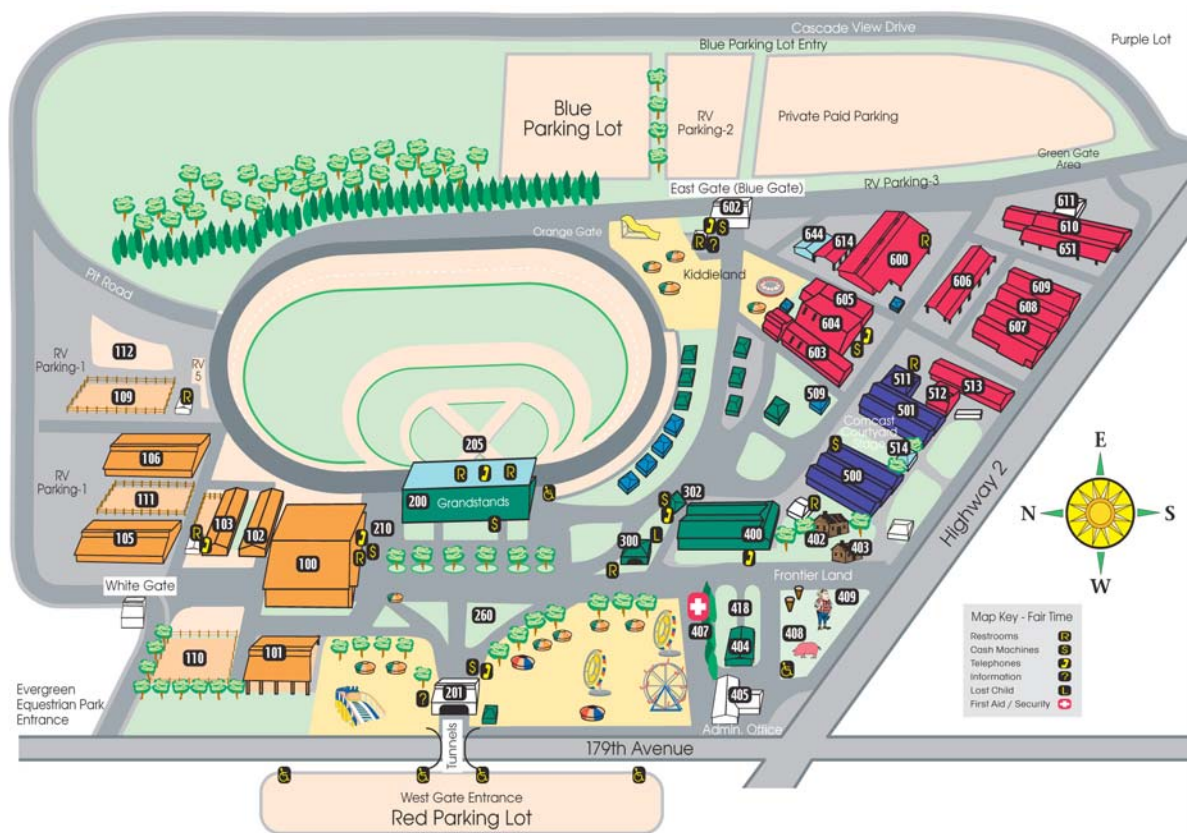 Cascade View Drive
Purple Lot
Blue Parking Lot Entry
Blue
Parking Lot
RV
Parking-2
Private Paid Parking
Green Gate
Area
RV Parking-3
East Gate (Blue Gate)
602
611
610
651
Orange Gate
644
614
600
R
$
R
?
Kiddieland
606
609
608
607
605
604
603
$
Pit Road
RV
Parking-1
112
RV
5
109
R
R
511
513
512
509
501
Comcast
Courtyard
Stage
514
$
500
Highway 2
E
N
S
W
205
R
R
200
Grandstands
$
106
RV
Parking-1
111
103
102
105
R
210
100
R
$
302
$
L
300
R
400
R
402
403
White Gate
Frontier Land
409
418
407
404
408
260
110
101
$
?
201
405
Admin. Office
Map Key - Fair Time
Restrooms R
Cash Machines $
Telephones
Information ?
Lost Child L
First Aid / Security
Evergreen
Equestrian Park
Entrance
Tunnels
179th Avenue
West Gate Entrance
Red Parking Lot